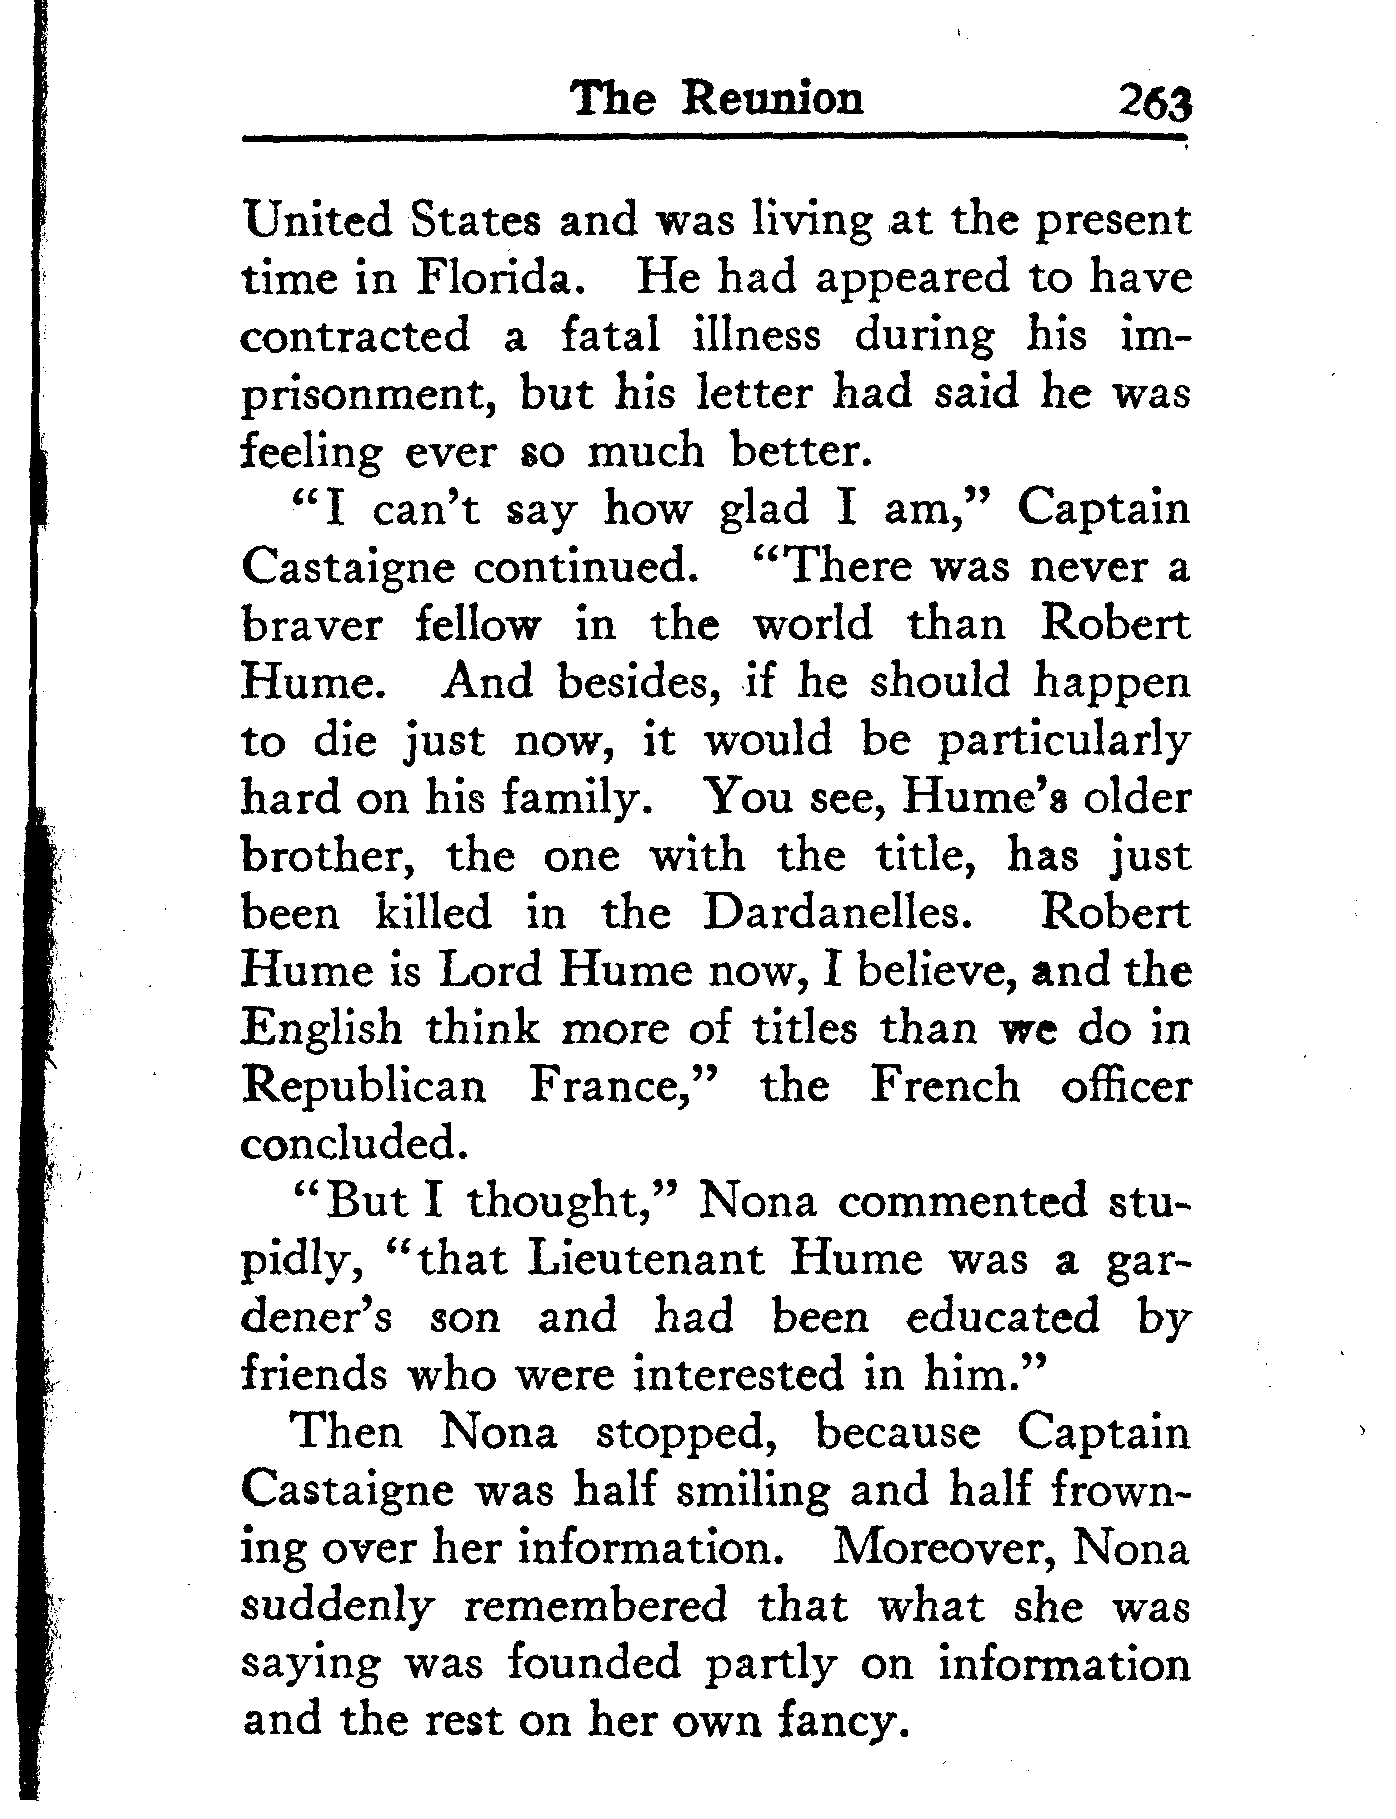 The Reunion 263
United States and was living at the present
time in Florida. He had appeared to have
contracted a fatal illness during his im-
prisonment, but his letter had said he was
feeling ever so much better.
"I can't say how glad I am," Captain
Castaigne continued. "There was never a
braver fellow in the world than Robert
Hume. And besides, if he should happen
to die just now, it would be particularly
hard on his family. You see, Hume's older
brother, the one with the title, has just
been killed in the Dardanelles. Robert
Hume is Lord Hume now, I believe, and the
English think more of titles than we do in
Republican France," the French officer
concluded.
"But I thought," Nona commented stu-
pidly, "that Lieutenant Hume was a gar-
dener's son and had been educated by
friends who were interested in him."
Then Nona stopped, because Captain
Castaigne was half smiling and half frown-
ing over her information. Moreover, Nona
suddenly remembered that what she was
saying was founded partly on information
and the rest on her own fancy.